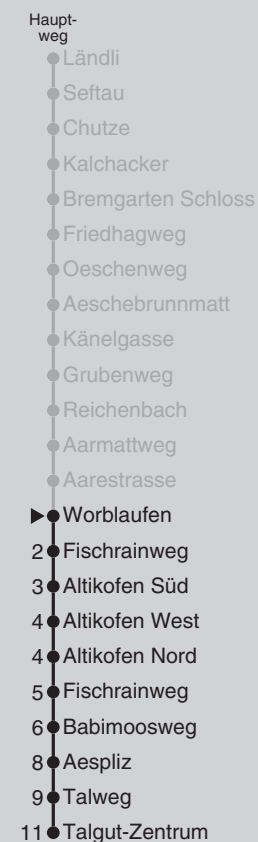 Haupt-
weg
Ländli
Seftau
Chutze
Kalchacker
Bremgarten Schloss
Friedhagweg
Oeschenweg
Aeschebrunnmatt
Känelgasse
Grubenweg
Reichenbach
Aarmattweg
Aarestrasse
Worblaufen
2 Fischrainweg
3 Altikofen Süd
4 Altikofen West
4 Altikofen Nord
5 Fischrainweg
6 Babimoosweg
8 Aespliz
9 Talweg
11 Talgut-Zentrum